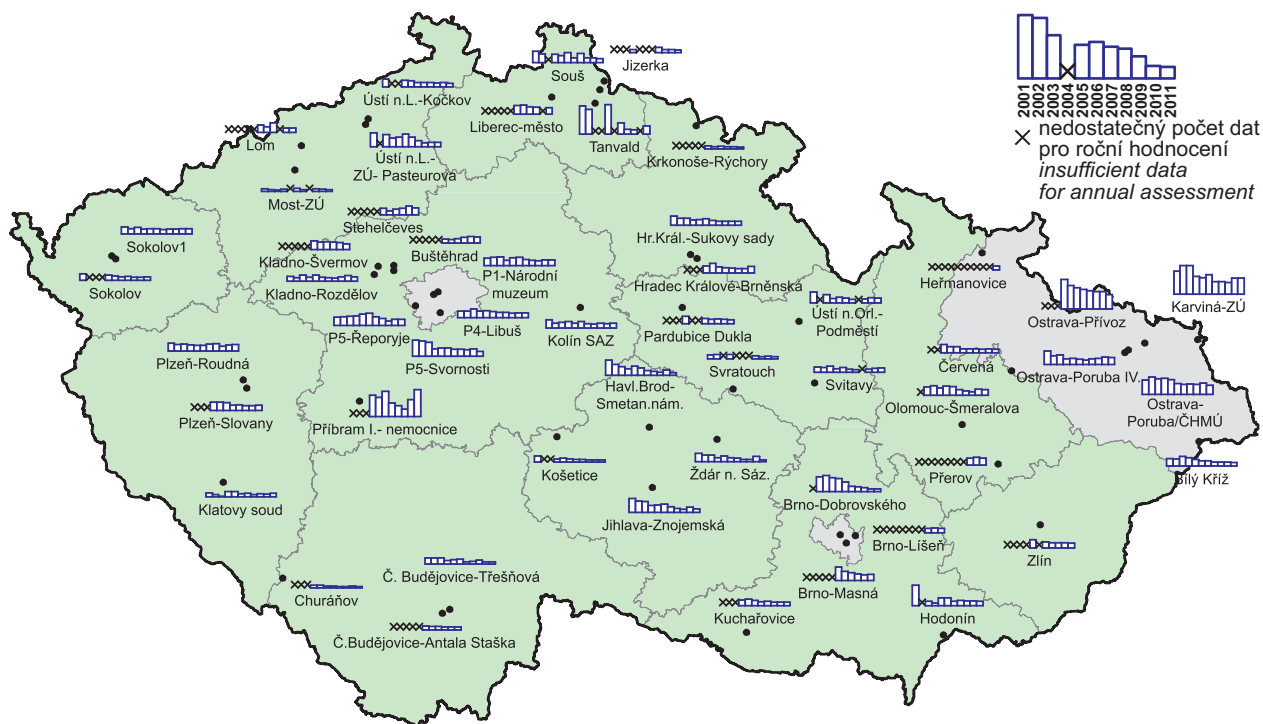 2001
2002
2003
2004
2005
2006
2007
2008
2009
2010
2011
nedostatečný počet dat
pro roční hodnocení
insufficient data
for annual assessment
Souš
Jizerka
Ústí n.L.-Kočkov
Liberec-město
Tanvald
Lom
Ústí n.L.-
ZÚ- Pasteurova
Krkonoše-Rýchory
Most-ZÚ
Stehelčeves
Sokolov1
Kladno-Švermov
Buštěhrad
Hr.Král.-Sukovy sady
Sokolov
Kladno-Rozdělov
P1-Národní
muzeum
Hradec Králové-Brněnská
Heřmanovice
Karviná-ZÚ
P5-Řeporyje
P4-Libuš
Kolín SAZ
Pardubice Dukla
Ústí n.Orl.-
Podměstí
Ostrava-Přívoz
Plzeň-Roudná
P5-Svornosti
Svratouch
Červená
Ostrava-Poruba IV.
Havl.Brod-
Smetan.nám.
Svitavy
Olomouc-Šmeralova
Ostrava-
Poruba/ČHMÚ
Plzeň-Slovany
Příbram I.- nemocnice
Košetice
Ždár n. Sáz.
Přerov
Bílý Kříž
Klatovy soud
Jihlava-Znojemská
Brno-Dobrovského
Brno-Líšeň
Zlín
Č. Budějovice-Třešňová
Churáňov
Brno-Masná
Kuchařovice
Hodonín
Č.Budějovice-Antala Staška